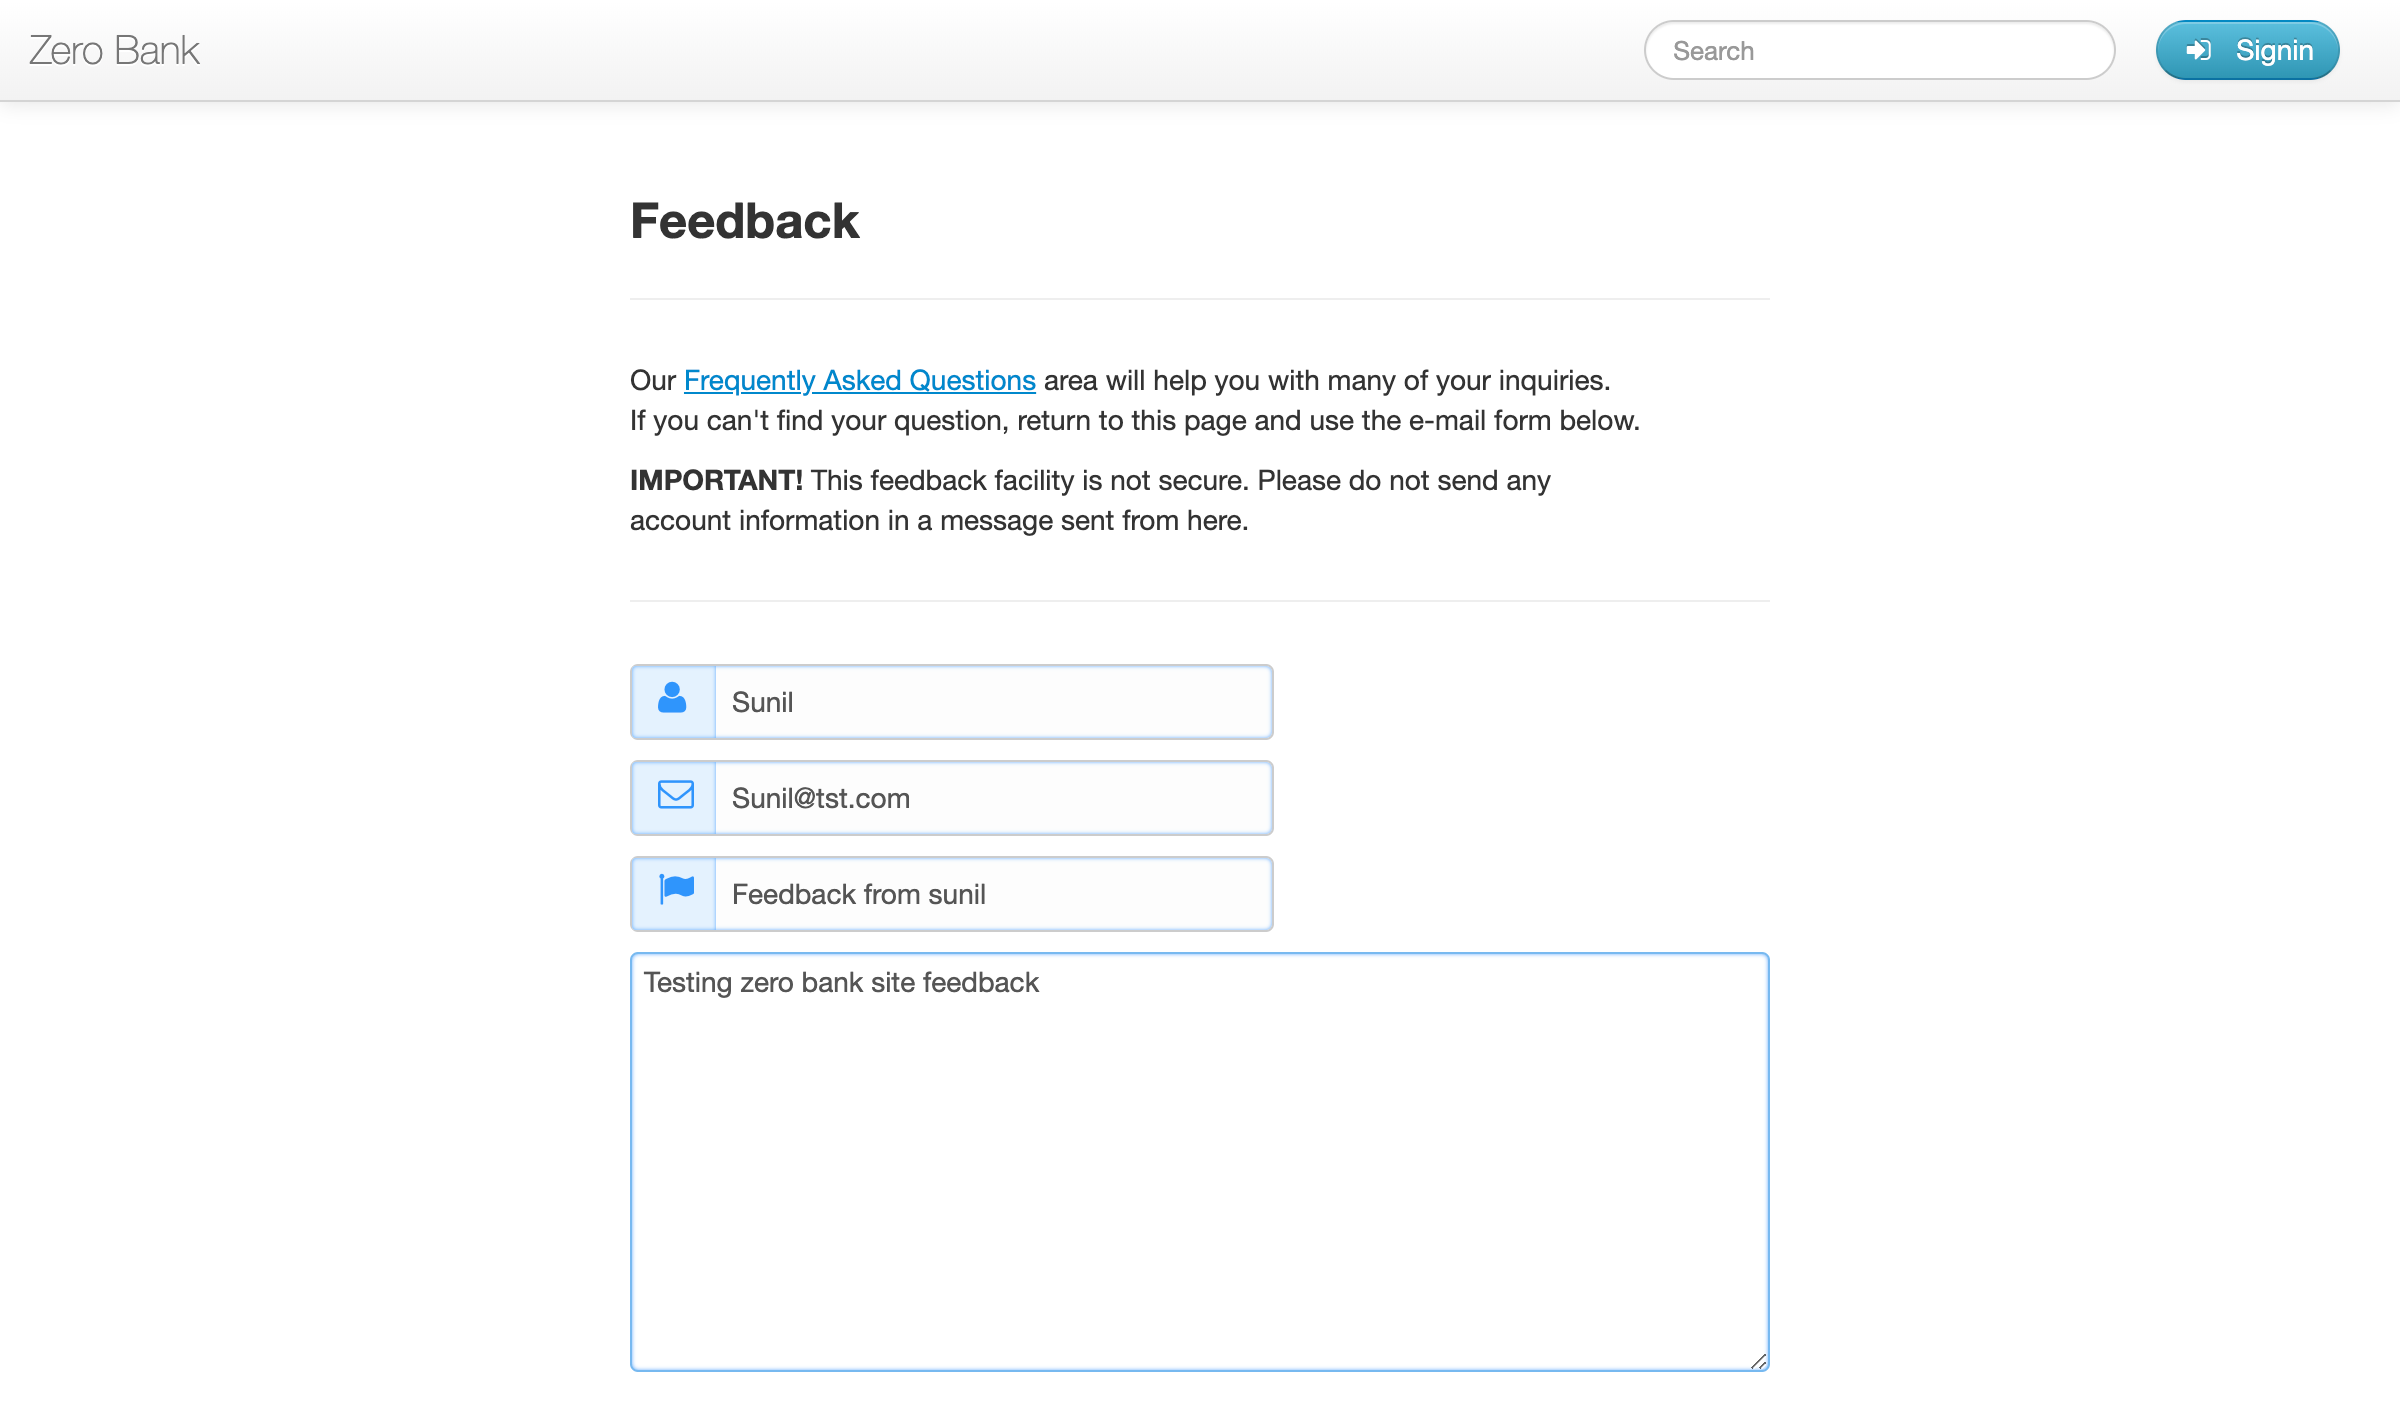 Zero Bank
Search
Signin
Feedback
Our Frequently Asked Questions area will help you with many of your inquiries.
If you can't find your question, return to this page and use the e-mail form below.
IMPORTANT! This feedback facility is not secure. Please do not send any
account information in a message sent from here.
Sunil
Sunil@tst.com
Feedback from sunil
Testing zero bank site feedback